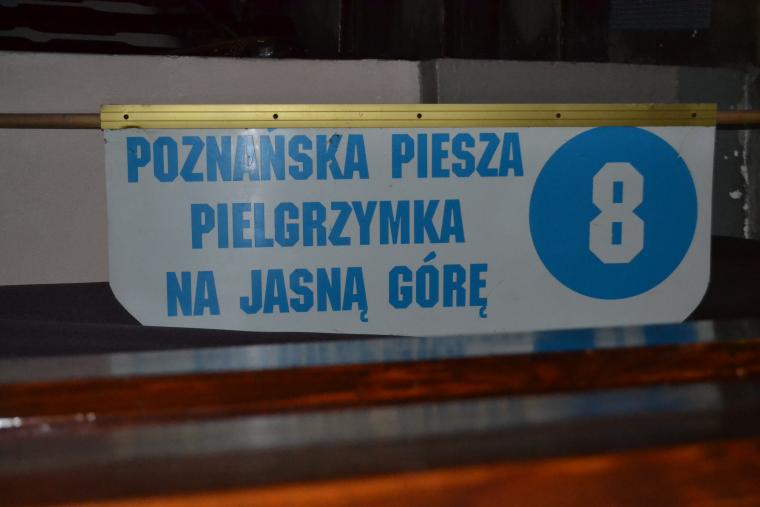 POZNAŃSKA PIESZA
PIELGRZYMKA
NA JASNĄ GÓRĘ
8